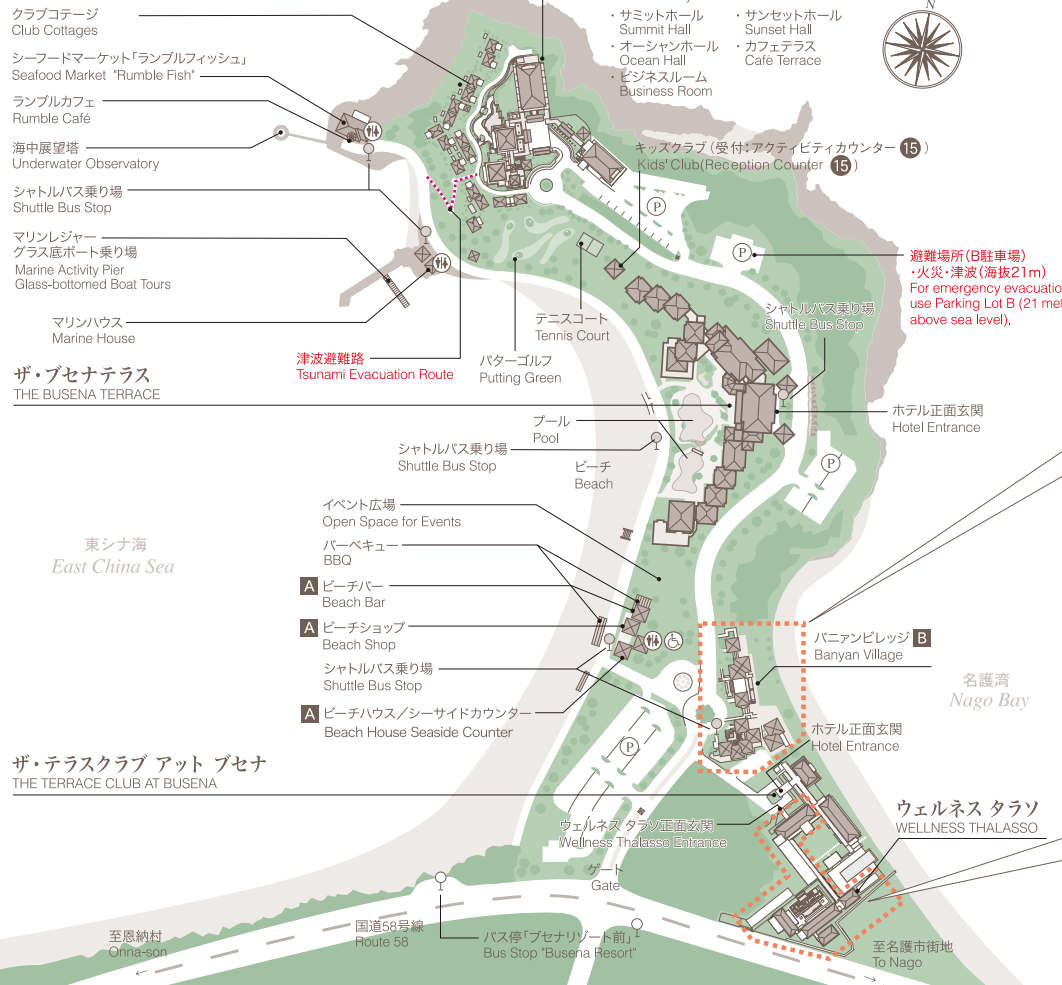 クラブコテージ
Club Cottages
シーフードマーケット「ランブルフィッシュ」
Seafood Market "Rumble Fish"
ランブルカフェ
Rumble Café
海中展望塔
Underwater Observatory
シャトルバス乗り場
Shuttle Bus Stop
マリンレジャー
グラス底ボート乗り場
Marine Activity Pier
Glass-bottomed Boat Tours
マリンハウス
Marine House
・サミットホール
Summit Hall
・オーシャンホール
Ocean Hall
・ビジネスルーム
Business Room
・サンセットホール
Sunset Hall
・カフェテラス
Café Terrace
N
キッズクラブ(受付:アクティビティカウンター 15)
Kids' Club(Reception Counter 15)
P
P
避難場所(B駐車場)
・火災・津波(海抜21m)
For emergency evacuatio
use Parking Lot B (21 met
above sea level).
シャトルバス乗り場
Shuttle Bus Stop
テニスコート
Tennis Court
パターゴルフ
Putting Green
津波避難路
Tsunami Evacuation Route
ザ・ブセナテラス
THE BUSENA TERRACE
ホテル正面玄関
Hotel Entrance
プール
Pool
シャトルバス乗り場
Shuttle Bus Stop
ビーチ
Beach
P
イベント広場
Open Space for Events
東シナ海
East China Sea
バーベキュー
BBQ
A ビーチバー
Beach Bar
A ビーチショップ
Beach Shop
シャトルバス乗り場
Shuttle Bus Stop
A ビーチハウス/シーサイドカウンター
Beach House Seaside Counter
バニアンビレッジ B
Banyan Village
名護湾
Nago Bay
P
ホテル正面玄関
Hotel Entrance
ザ・テラスクラブ アット ブセナ
THE TERRACE CLUB AT BUSENA
ウェルネス タラソ正面玄関
Wellness Thalasso Entrance
ウェルネス タラソ
WELLNESS THALASSO
ゲート
Gate
国道58号線
Route 58
バス停「ブセナリゾート前」
Bus Stop "Busena Resort"
至恩納村
Onna-son
至名護市街地
To Nago